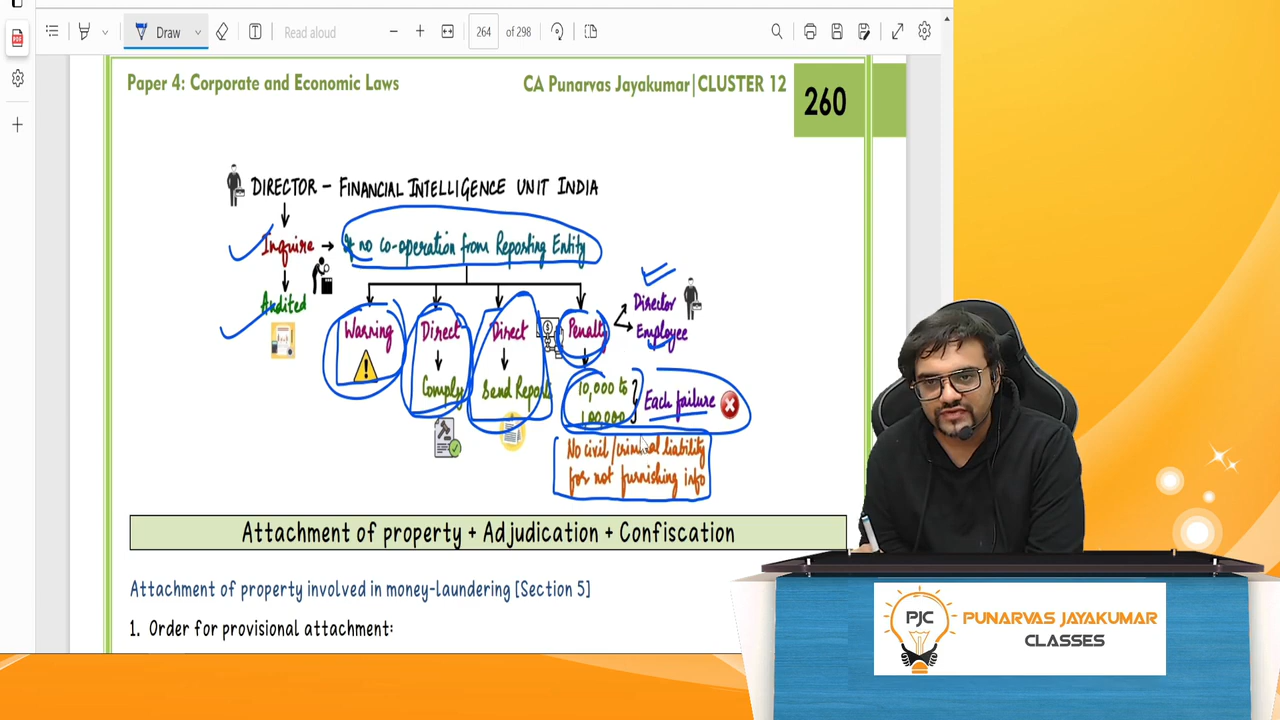 Draw
Read aloud
264 of 298
Paper 4: Corporate and Economic Laws
CA Punarvas Jayakumar|CLUSTER 12
260
DIRECTOR – FINANCIAL INTELLIGENCE UNIT INDIA
Inquire → If no co-operation from Reporting Entity
Audited
Warning Direct Direct Penalty Director
Employee
Comply Send Report 10,000 to
1,00,000 Each failure
No civil/criminal liability
for not furnishing info
Attachment of property + Adjudication + Confiscation
Attachment of property involved in money-laundering [Section 5]
1. Order for provisional attachment:
PJC
PUNARVAS JAYAKUMAR
CLASSES